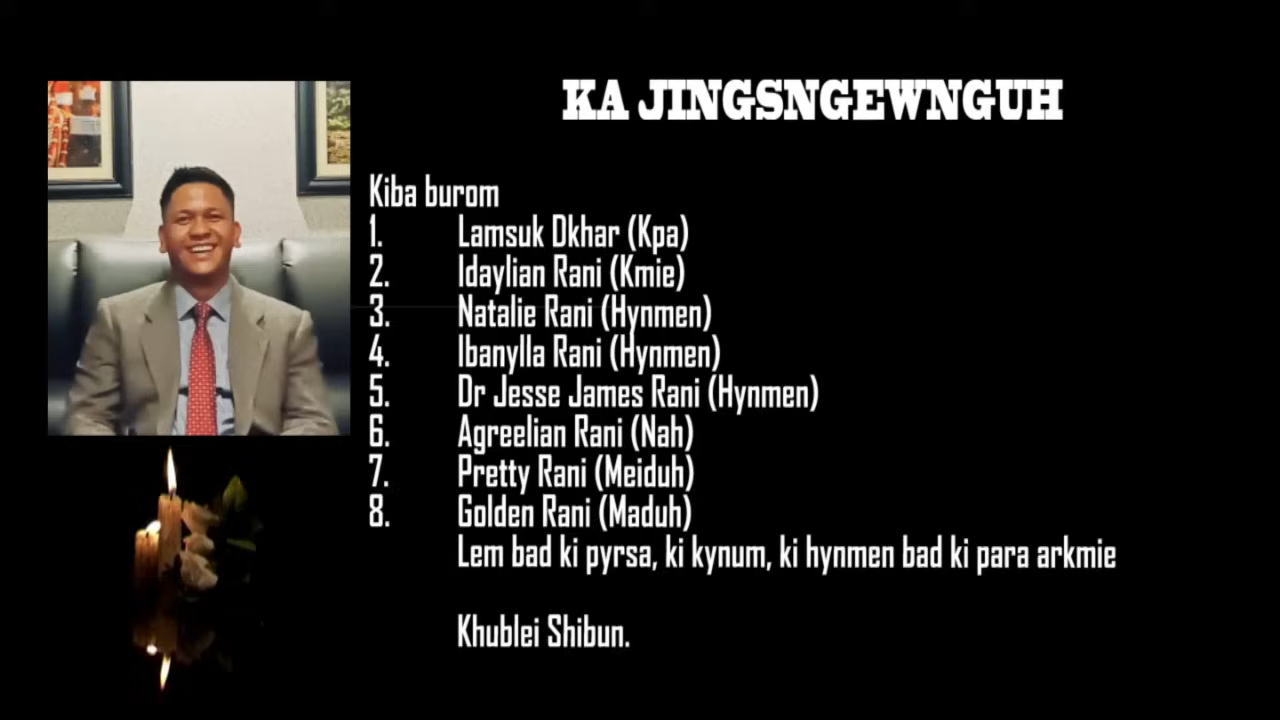 KA JINGSNGEWNGUH
Kiba burom
1. Lamsuk Dkhar (Kpa)
2. Idaylian Rani (Kmie)
3. Natalie Rani (Hynmen)
4. Ibanylla Rani (Hynmen)
5. Dr Jesse James Rani (Hynmen)
6. Agreelian Rani (Nah)
7. Pretty Rani (Meiduh)
8. Golden Rani (Maduh)
Lem bad ki pyrsa, ki kynum, ki hynmen bad ki para arkmie
Khublei Shibun.